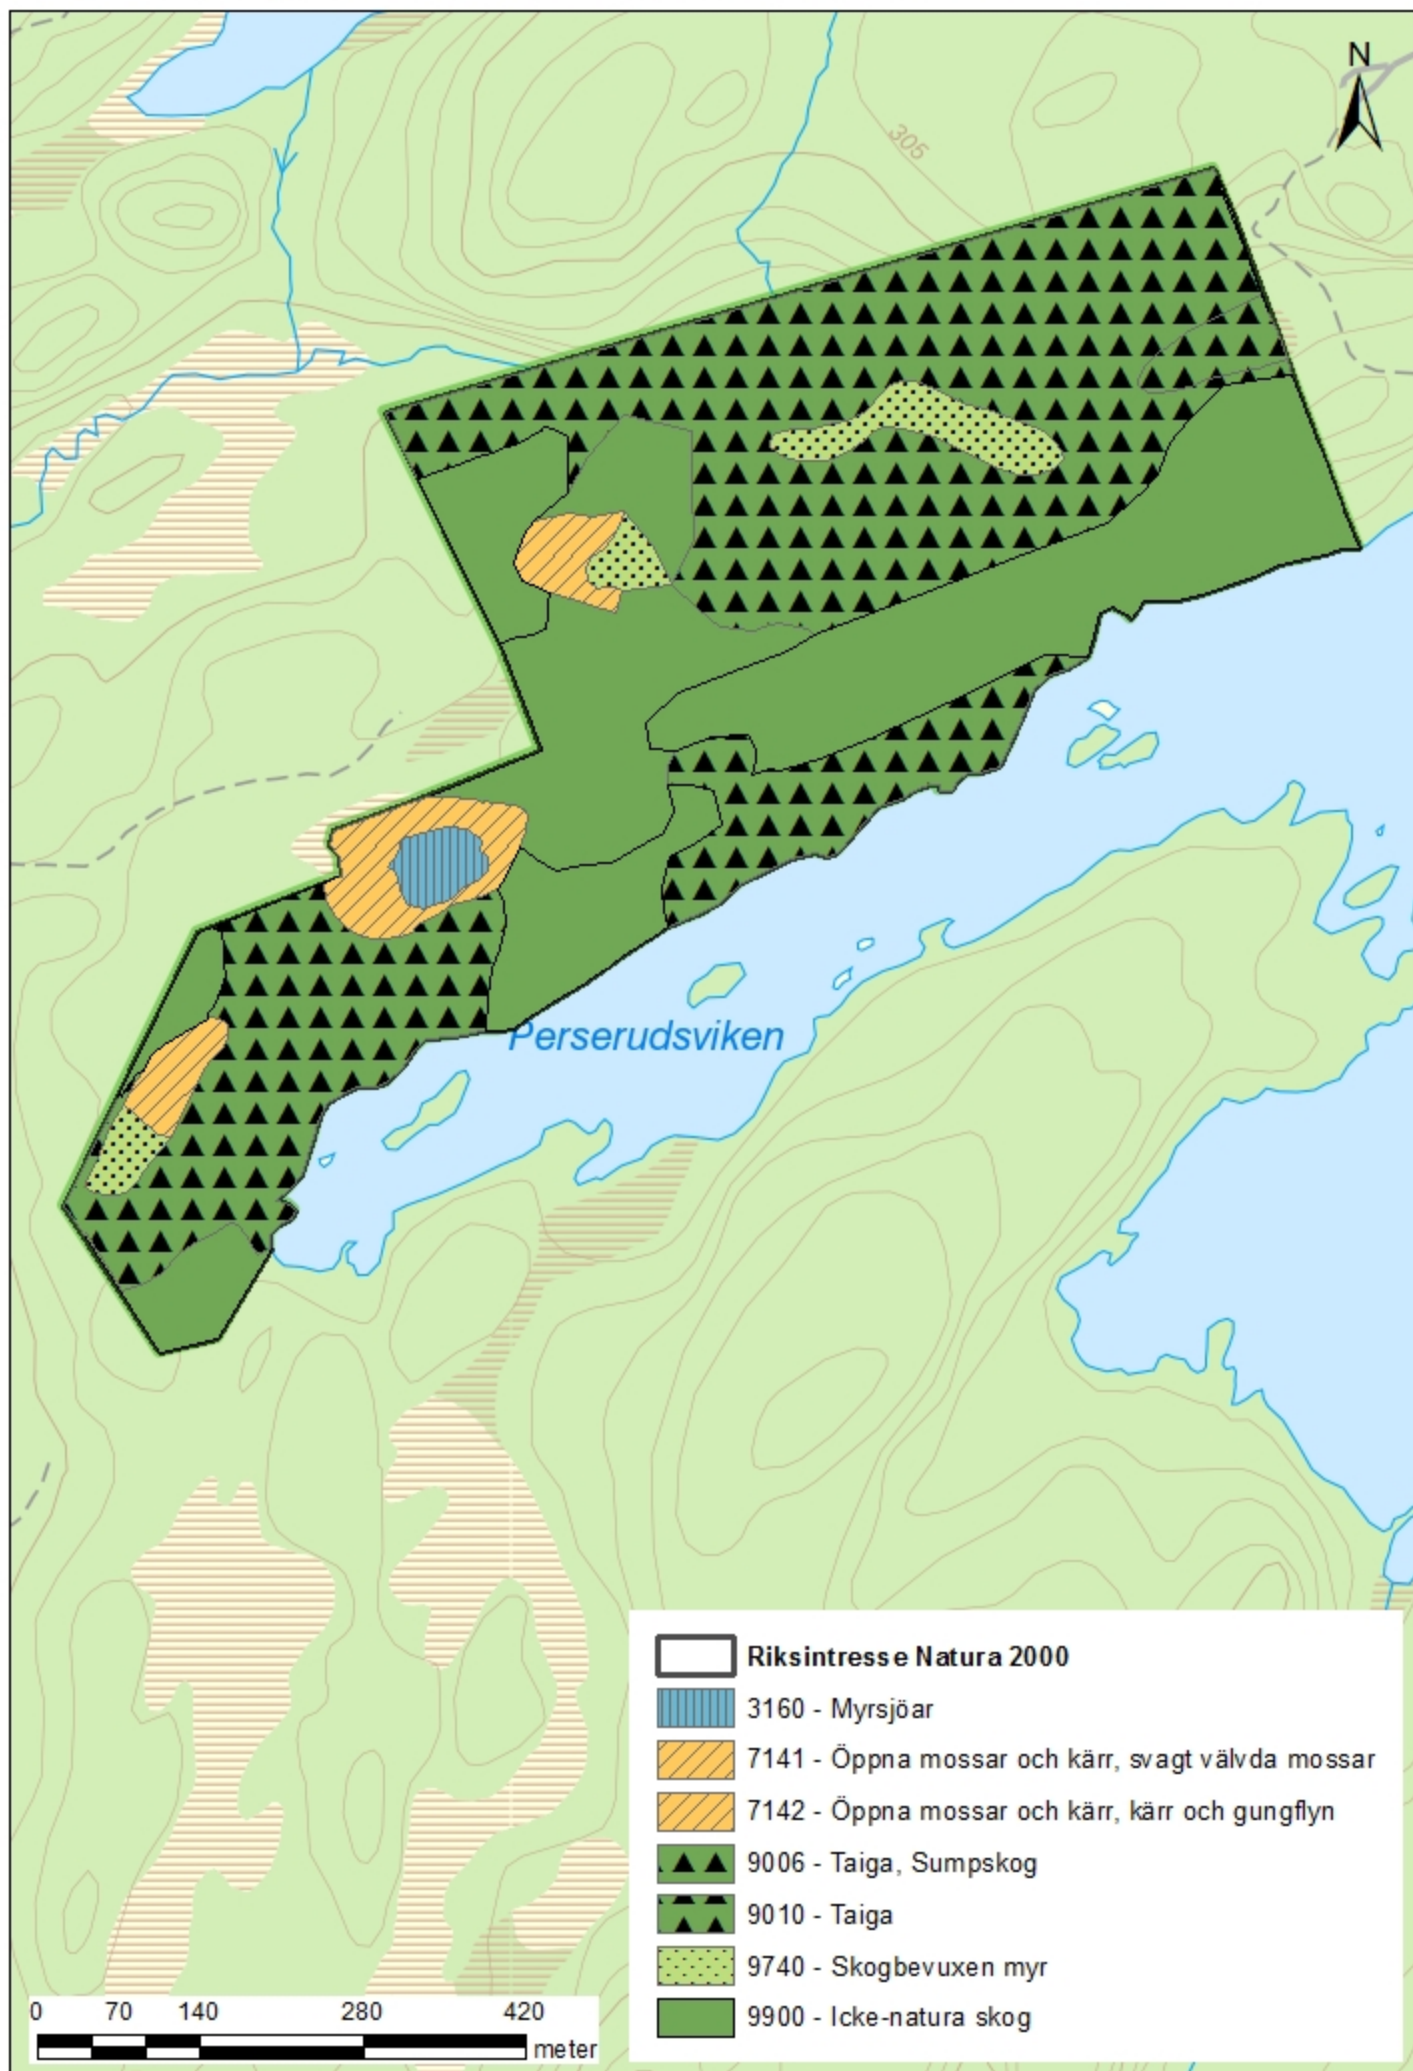 N
305
Perserudsviken
Riksintresse Natura 2000
3160 - Myrsjöar
7141 - Öppna mossar och kärr, svagt välvda mossar
7142 - Öppna mossar och kärr, kärr och gungflyn
9006 - Taiga, Sumpskog
9010 - Taiga
9740 - Skogbevuxen myr
9900 - Icke-natura skog
0 70 140 280 420
meter